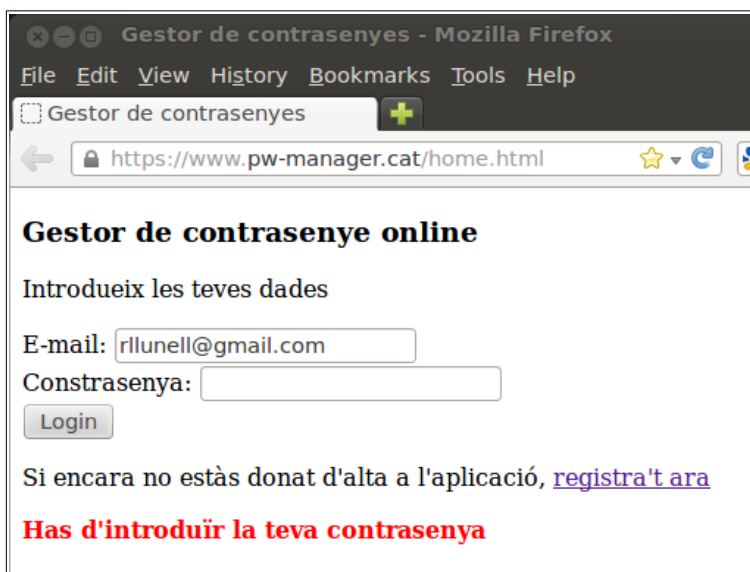 Gestor de contrasenyes - Mozilla Firefox
File Edit View History Bookmarks Tools Help
Gestor de contrasenyes
https://www.pw-manager.cat/home.html
Gestor de contrasenye online
Introdueix les teves dades
E-mail: rllunell@gmail.com
Constrasenya:
Login
Si encara no estàs donat d'alta a l'aplicació, registra't ara
Has d'introduïr la teva contrasenya